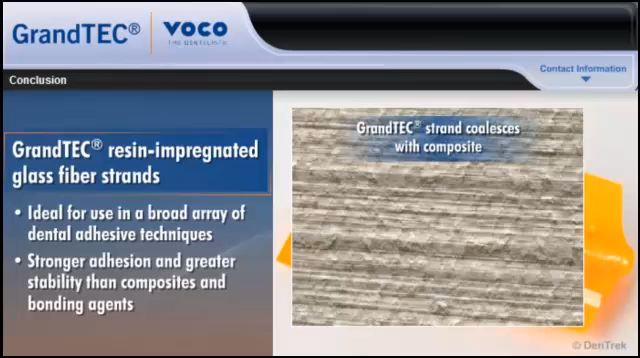 GrandTEC®
VOCO
THE DENTALISTS
Contact Information
Conclusion
GrandTEC® resin-impregnated
glass fiber strands
• Ideal for use in a broad array of
dental adhesive techniques
• Stronger adhesion and greater
stability than composites and
bonding agents
GrandTEC® strand coalesces
with composite
© DenTrek